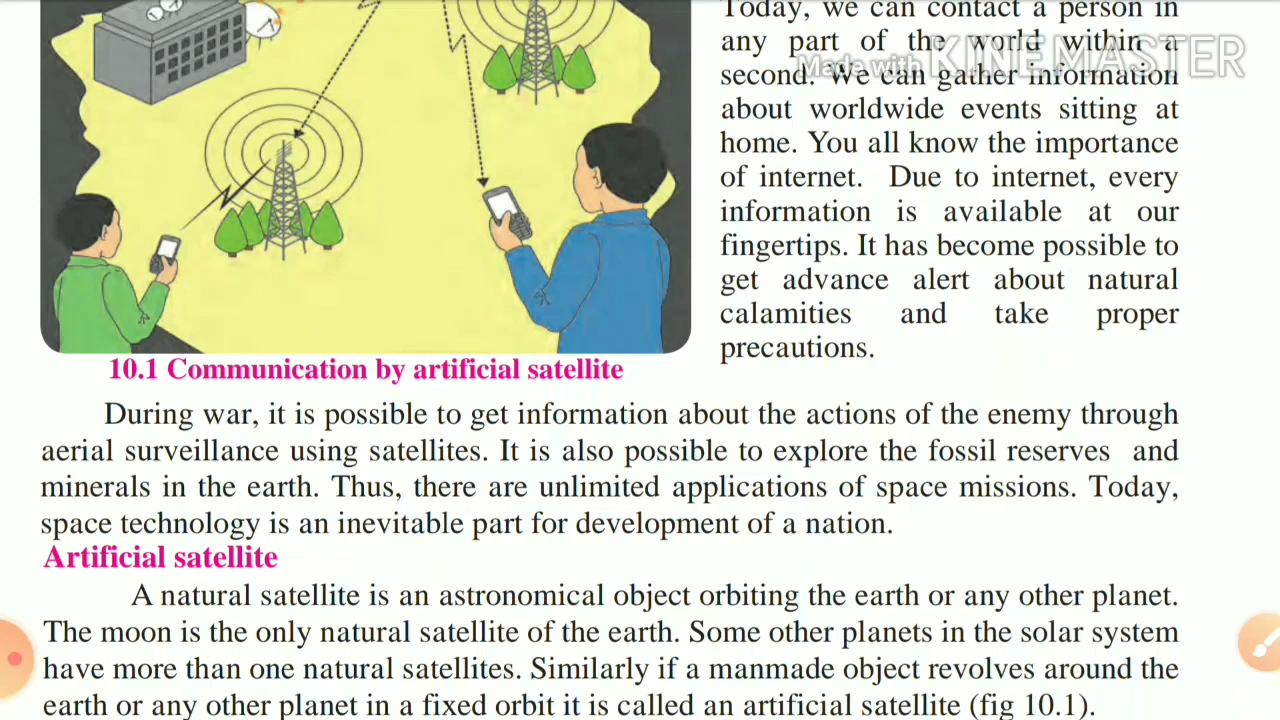 Today, we can contact a person in
any part of the world within a
second. We can gather information
about worldwide events sitting at
home. You all know the importance
of internet. Due to internet, every
information is available at our
fingertips. It has become possible to
get advance alert about natural
calamities and take proper
precautions.
Made with KINEMASTER
10.1 Communication by artificial satellite
During war, it is possible to get information about the actions of the enemy through
aerial surveillance using satellites. It is also possible to explore the fossil reserves and
minerals in the earth. Thus, there are unlimited applications of space missions. Today,
space technology is an inevitable part for development of a nation.
Artificial satellite
A natural satellite is an astronomical object orbiting the earth or any other planet.
The moon is the only natural satellite of the earth. Some other planets in the solar system
have more than one natural satellites. Similarly if a manmade object revolves around the
earth or any other planet in a fixed orbit it is called an artificial satellite (fig 10.1).